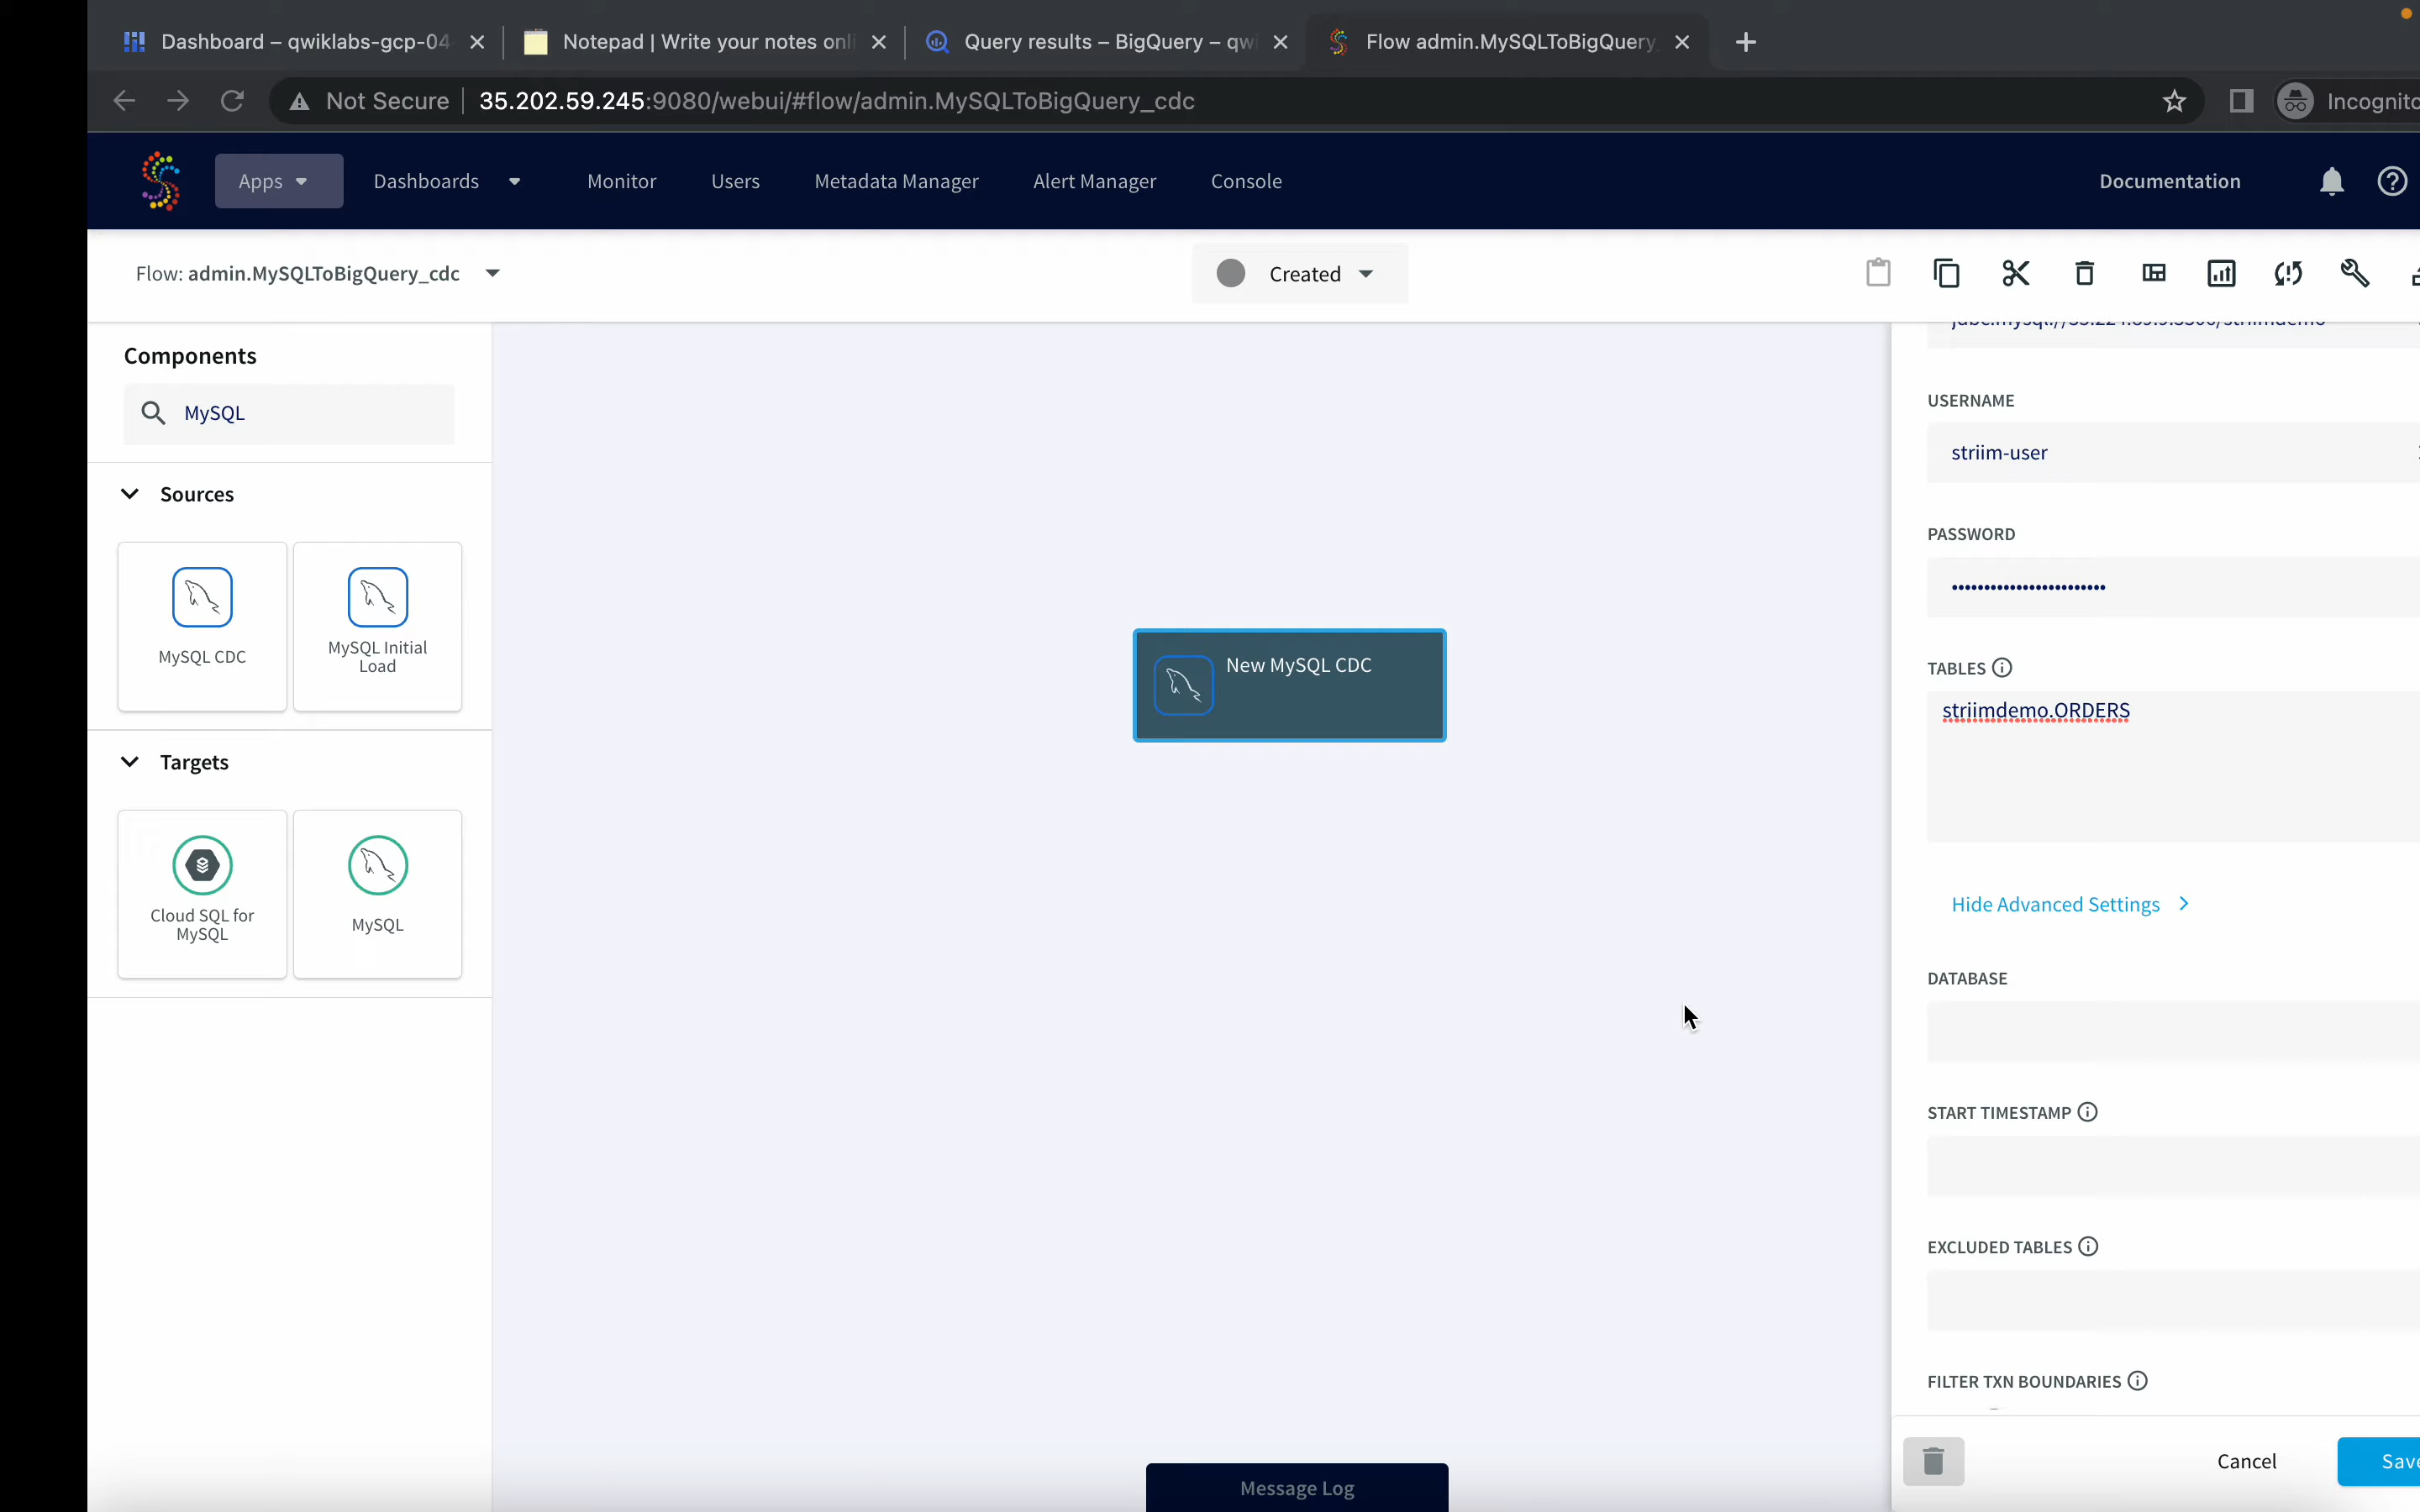 Dashboard – qwiklabs-gcp-04
Notepad | Write your notes onli
Query results – BigQuery – qwi
Flow admin.MySQLToBigQuery_
Not Secure
35.202.59.245:9080/webui/#flow/admin.MySQLToBigQuery_cdc
Incognito
Apps
Dashboards
Monitor
Users
Metadata Manager
Alert Manager
Console
Documentation
Flow: admin.MySQLToBigQuery_cdc
Created
Components
MySQL
Sources
MySQL CDC
MySQL Initial
Load
Targets
Cloud SQL for
MySQL
MySQL
New MySQL CDC
Message Log
USERNAME
striim-user
PASSWORD
TABLES
striimdemo.ORDERS
Hide Advanced Settings
DATABASE
START TIMESTAMP
EXCLUDED TABLES
FILTER TXN BOUNDARIES
Cancel
Save